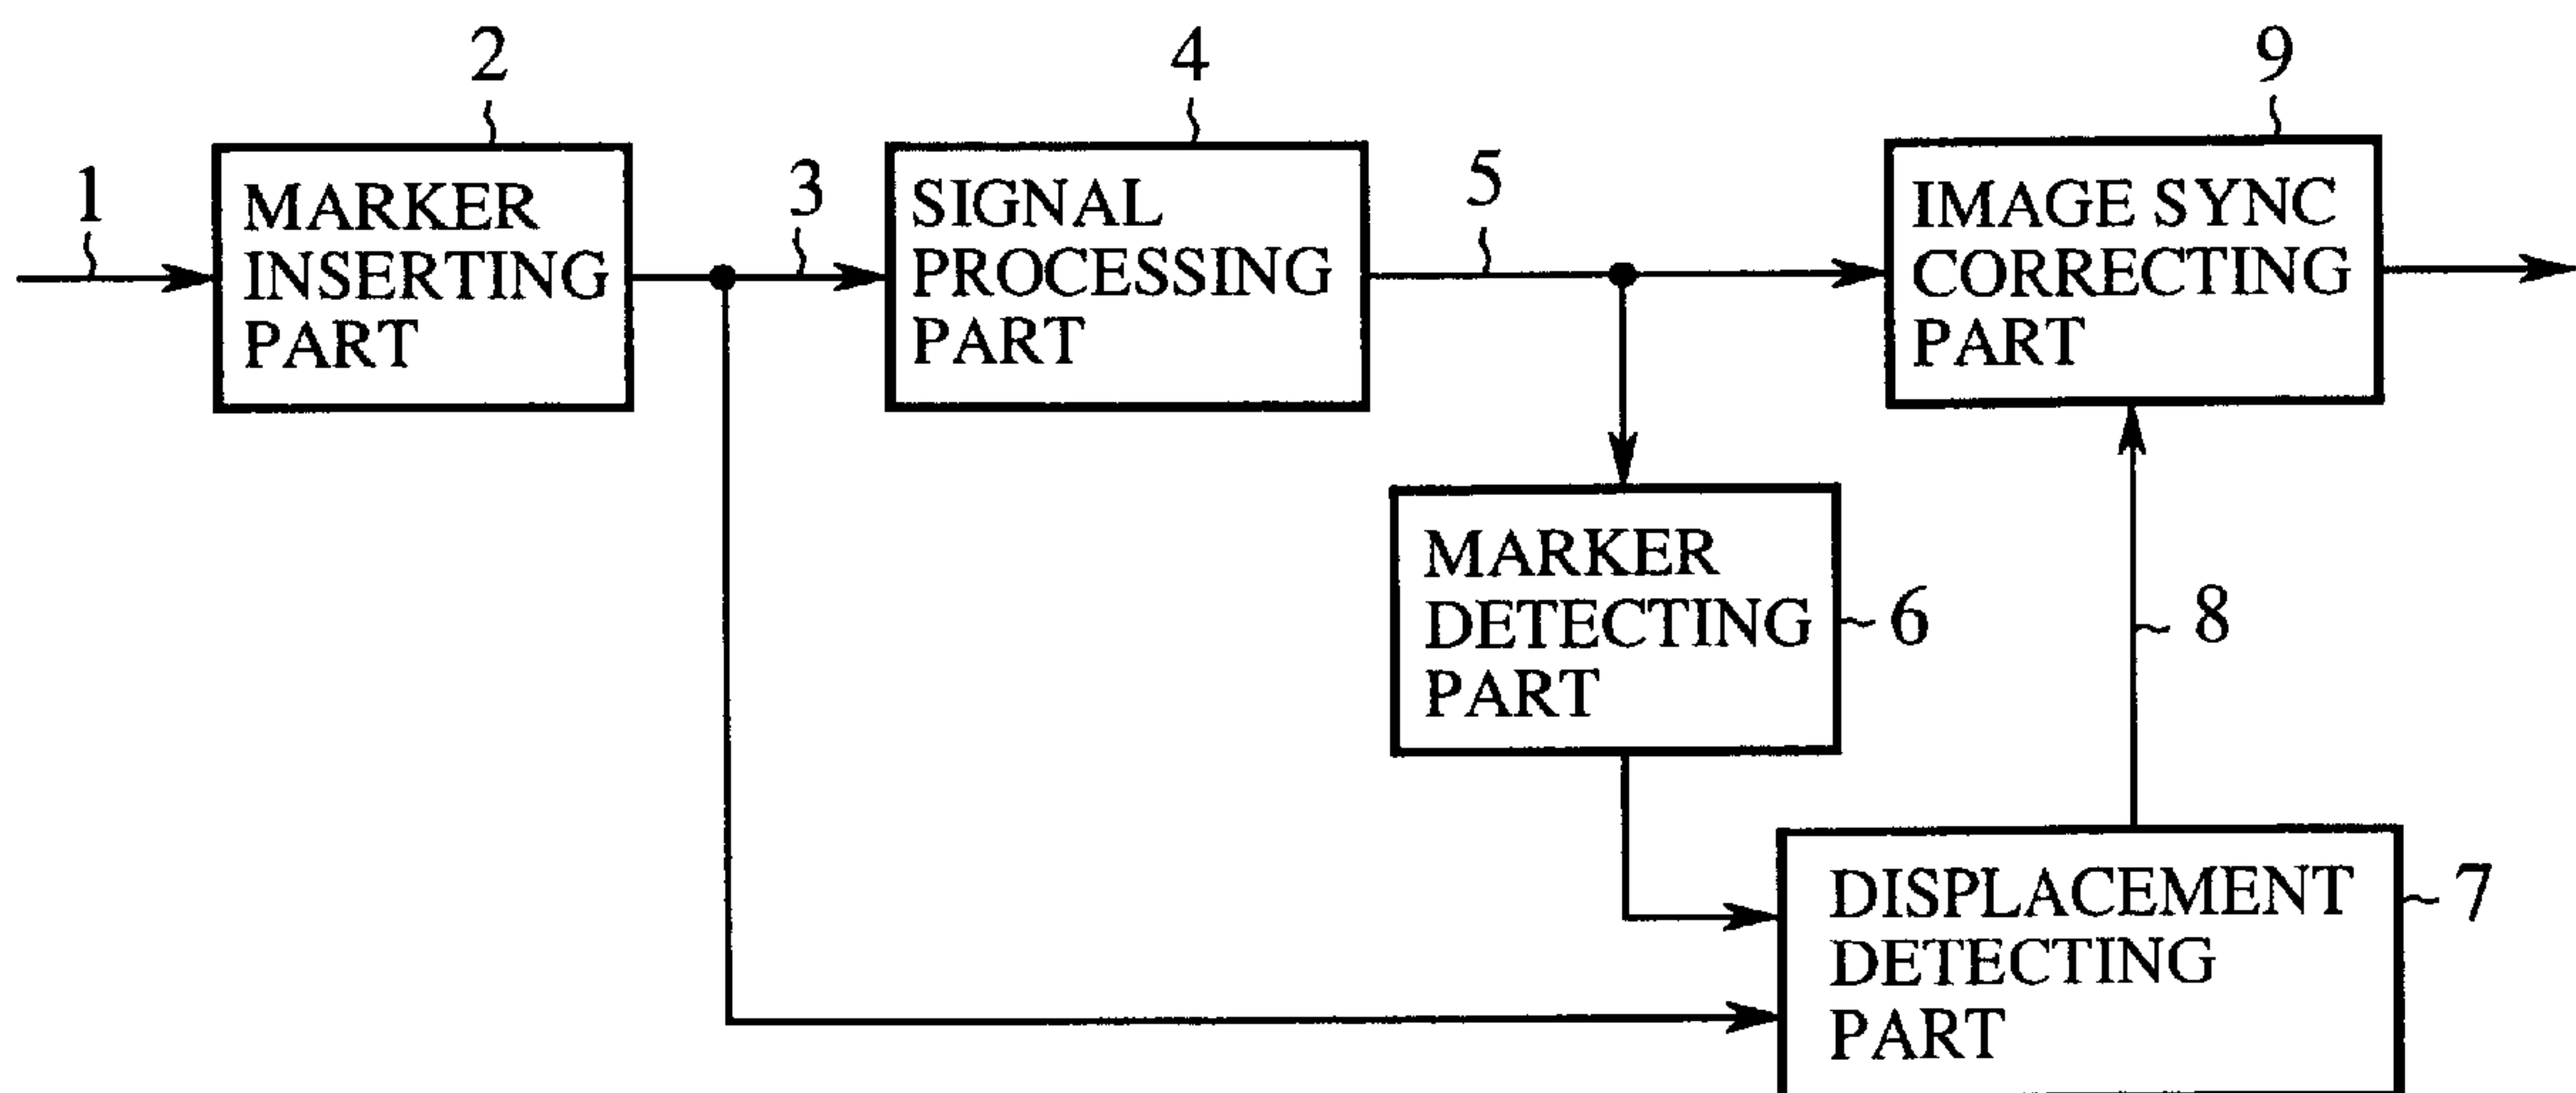 2
4
9
1
MARKER
INSERTING
PART
3
SIGNAL
PROCESSING
PART
5
IMAGE SYNC
CORRECTING
PART
MARKER
DETECTING
PART
6
8
DISPLACEMENT
DETECTING
PART
7